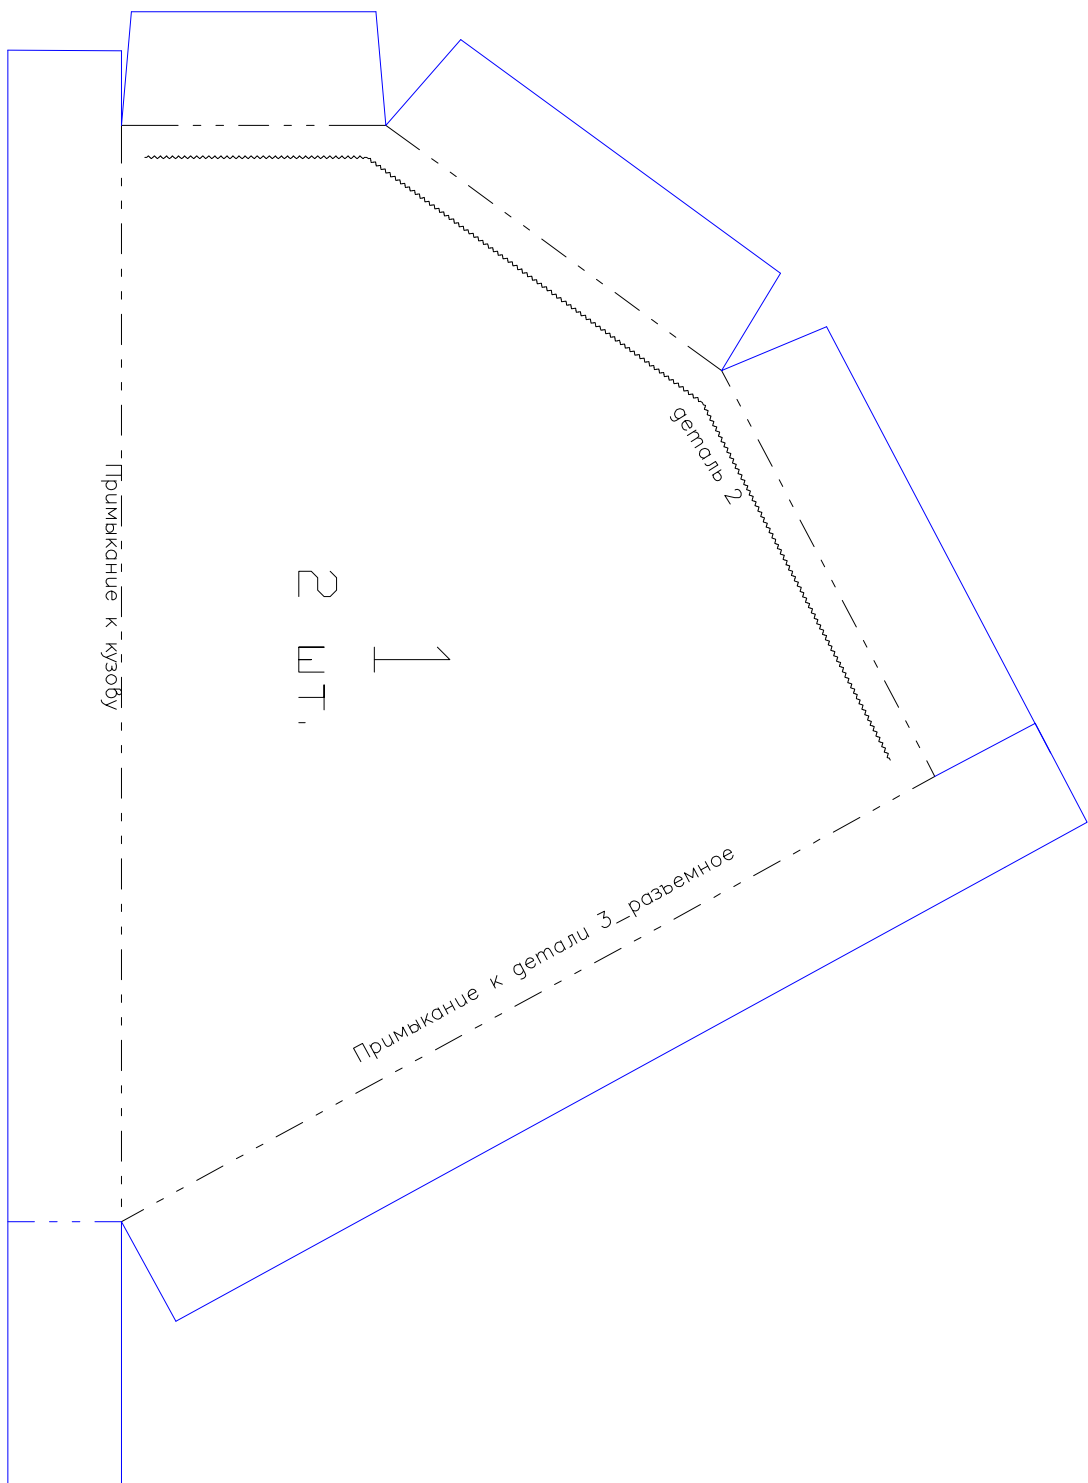 1
2 шт.
деталь 2
Примыкание к кузову
Примыкание к детали 3_разъемное